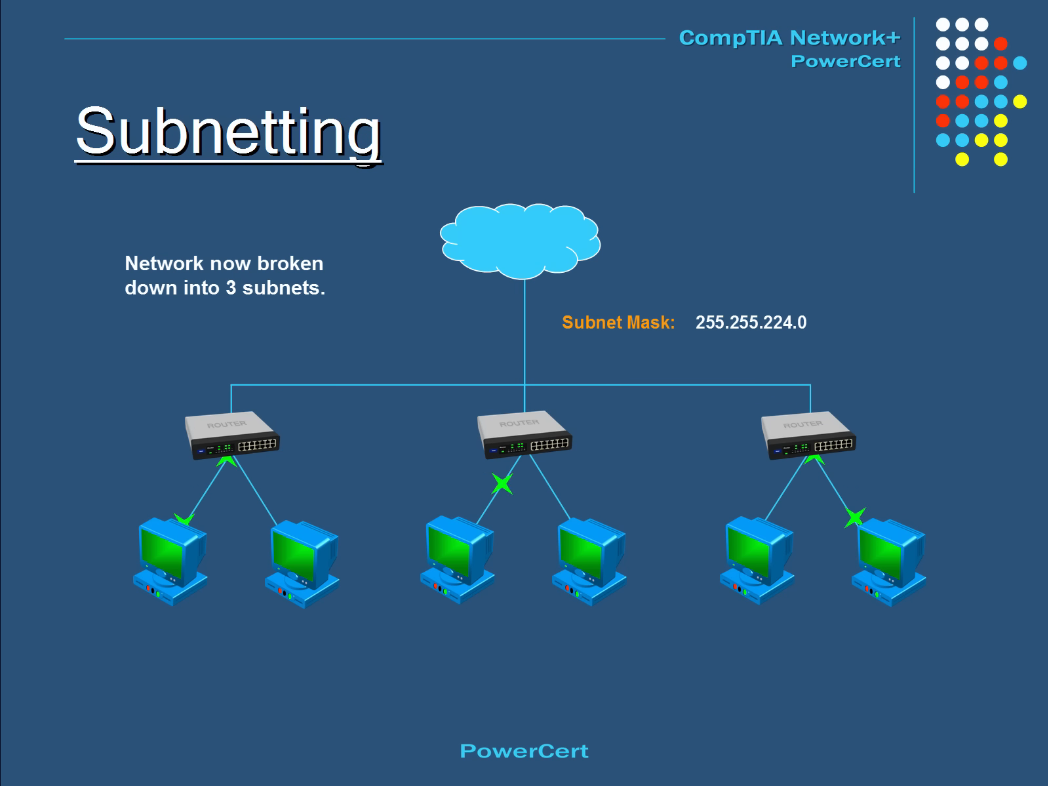 CompTIA Network+
PowerCert
Subnetting
Network now broken
down into 3 subnets.
Subnet Mask: 255.255.224.0
ROUTER
ROUTER
ROUTER
PowerCert